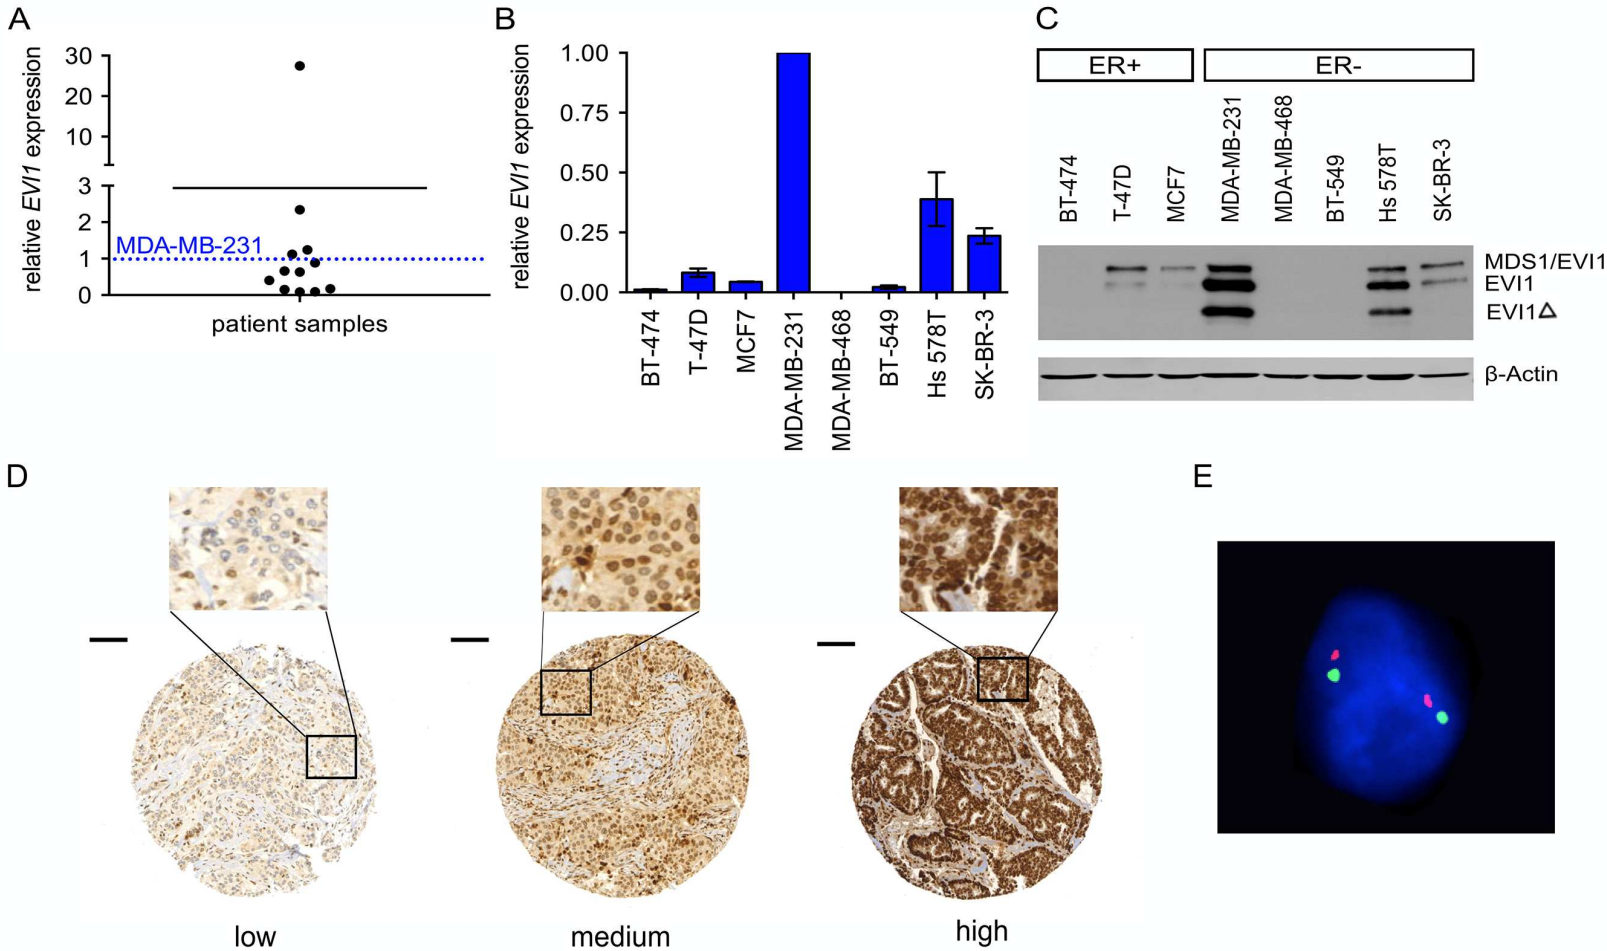 A
relative EVI1 expression
30
20
10
3
2
1
0
MDA-MB-231
patient samples
B
relative EVI1 expression
1.00
0.75
0.50
0.25
0.00
BT-474
T-47D
MCF7
MDA-MB-231
MDA-MB-468
BT-549
Hs 578T
SK-BR-3
C
ER+
ER-
BT-474
T-47D
MCF7
MDA-MB-231
MDA-MB-468
BT-549
Hs 578T
SK-BR-3
MDS1/EVI1
EVI1
EVI1Δ
β-Actin
D
low
medium
high
E